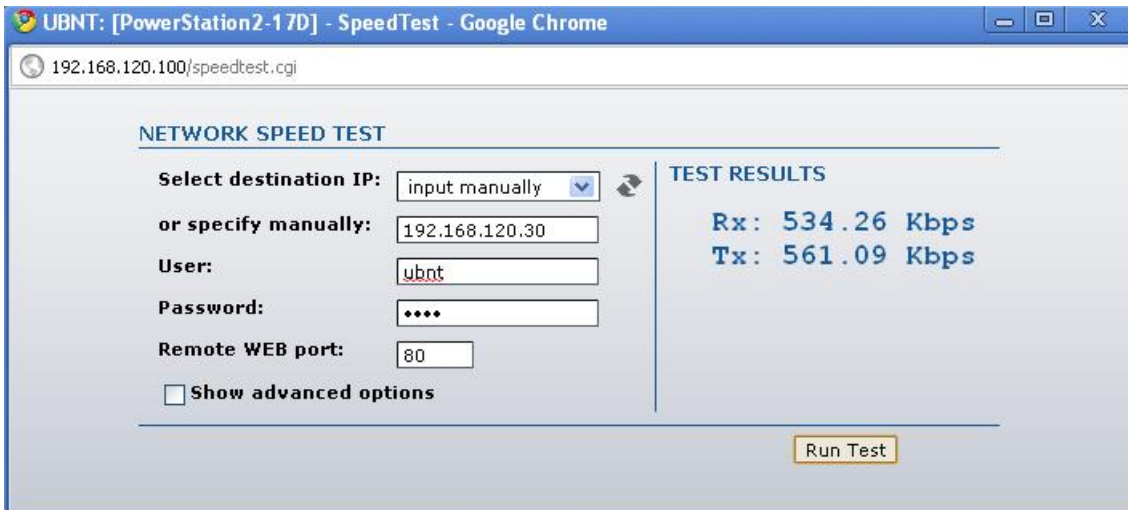 UBNT: [PowerStation2-17D] - SpeedTest - Google Chrome
192.168.120.100/speedtest.cgi
NETWORK SPEED TEST
Select destination IP: input manually
or specify manually: 192.168.120.30
User: ubnt
Password: ••••
Remote WEB port: 80
Show advanced options
TEST RESULTS
Rx: 534.26 Kbps
Tx: 561.09 Kbps
Run Test